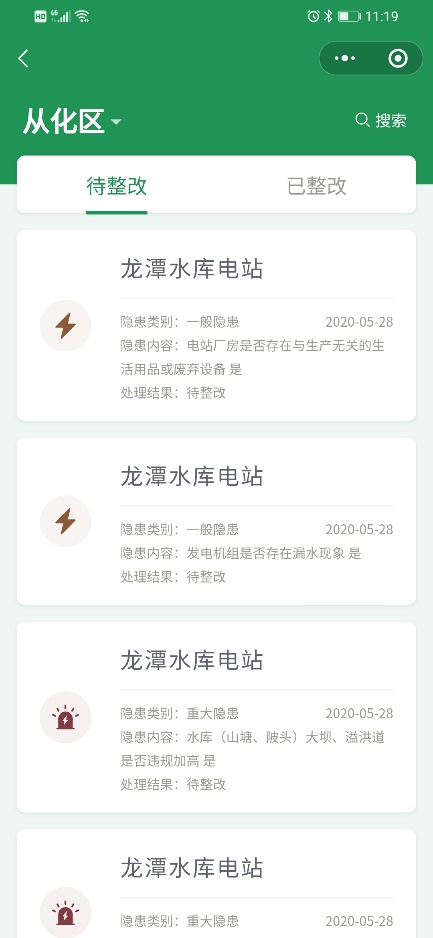 HD 4G 11:19
从化区 搜索
待整改 已整改
龙潭水库电站
隐患类别：一般隐患 2020-05-28
隐患内容：电站厂房是否存在与生产无关的生
活用品或废弃设备 是
处理结果：待整改
龙潭水库电站
隐患类别：一般隐患 2020-05-28
隐患内容：发电机组是否存在漏水现象 是
处理结果：待整改
龙潭水库电站
隐患类别：重大隐患 2020-05-28
隐患内容：水库（山塘、陂头）大坝、溢洪道
是否违规加高 是
处理结果：待整改
龙潭水库电站
隐患类别：重大隐患 2020-05-28